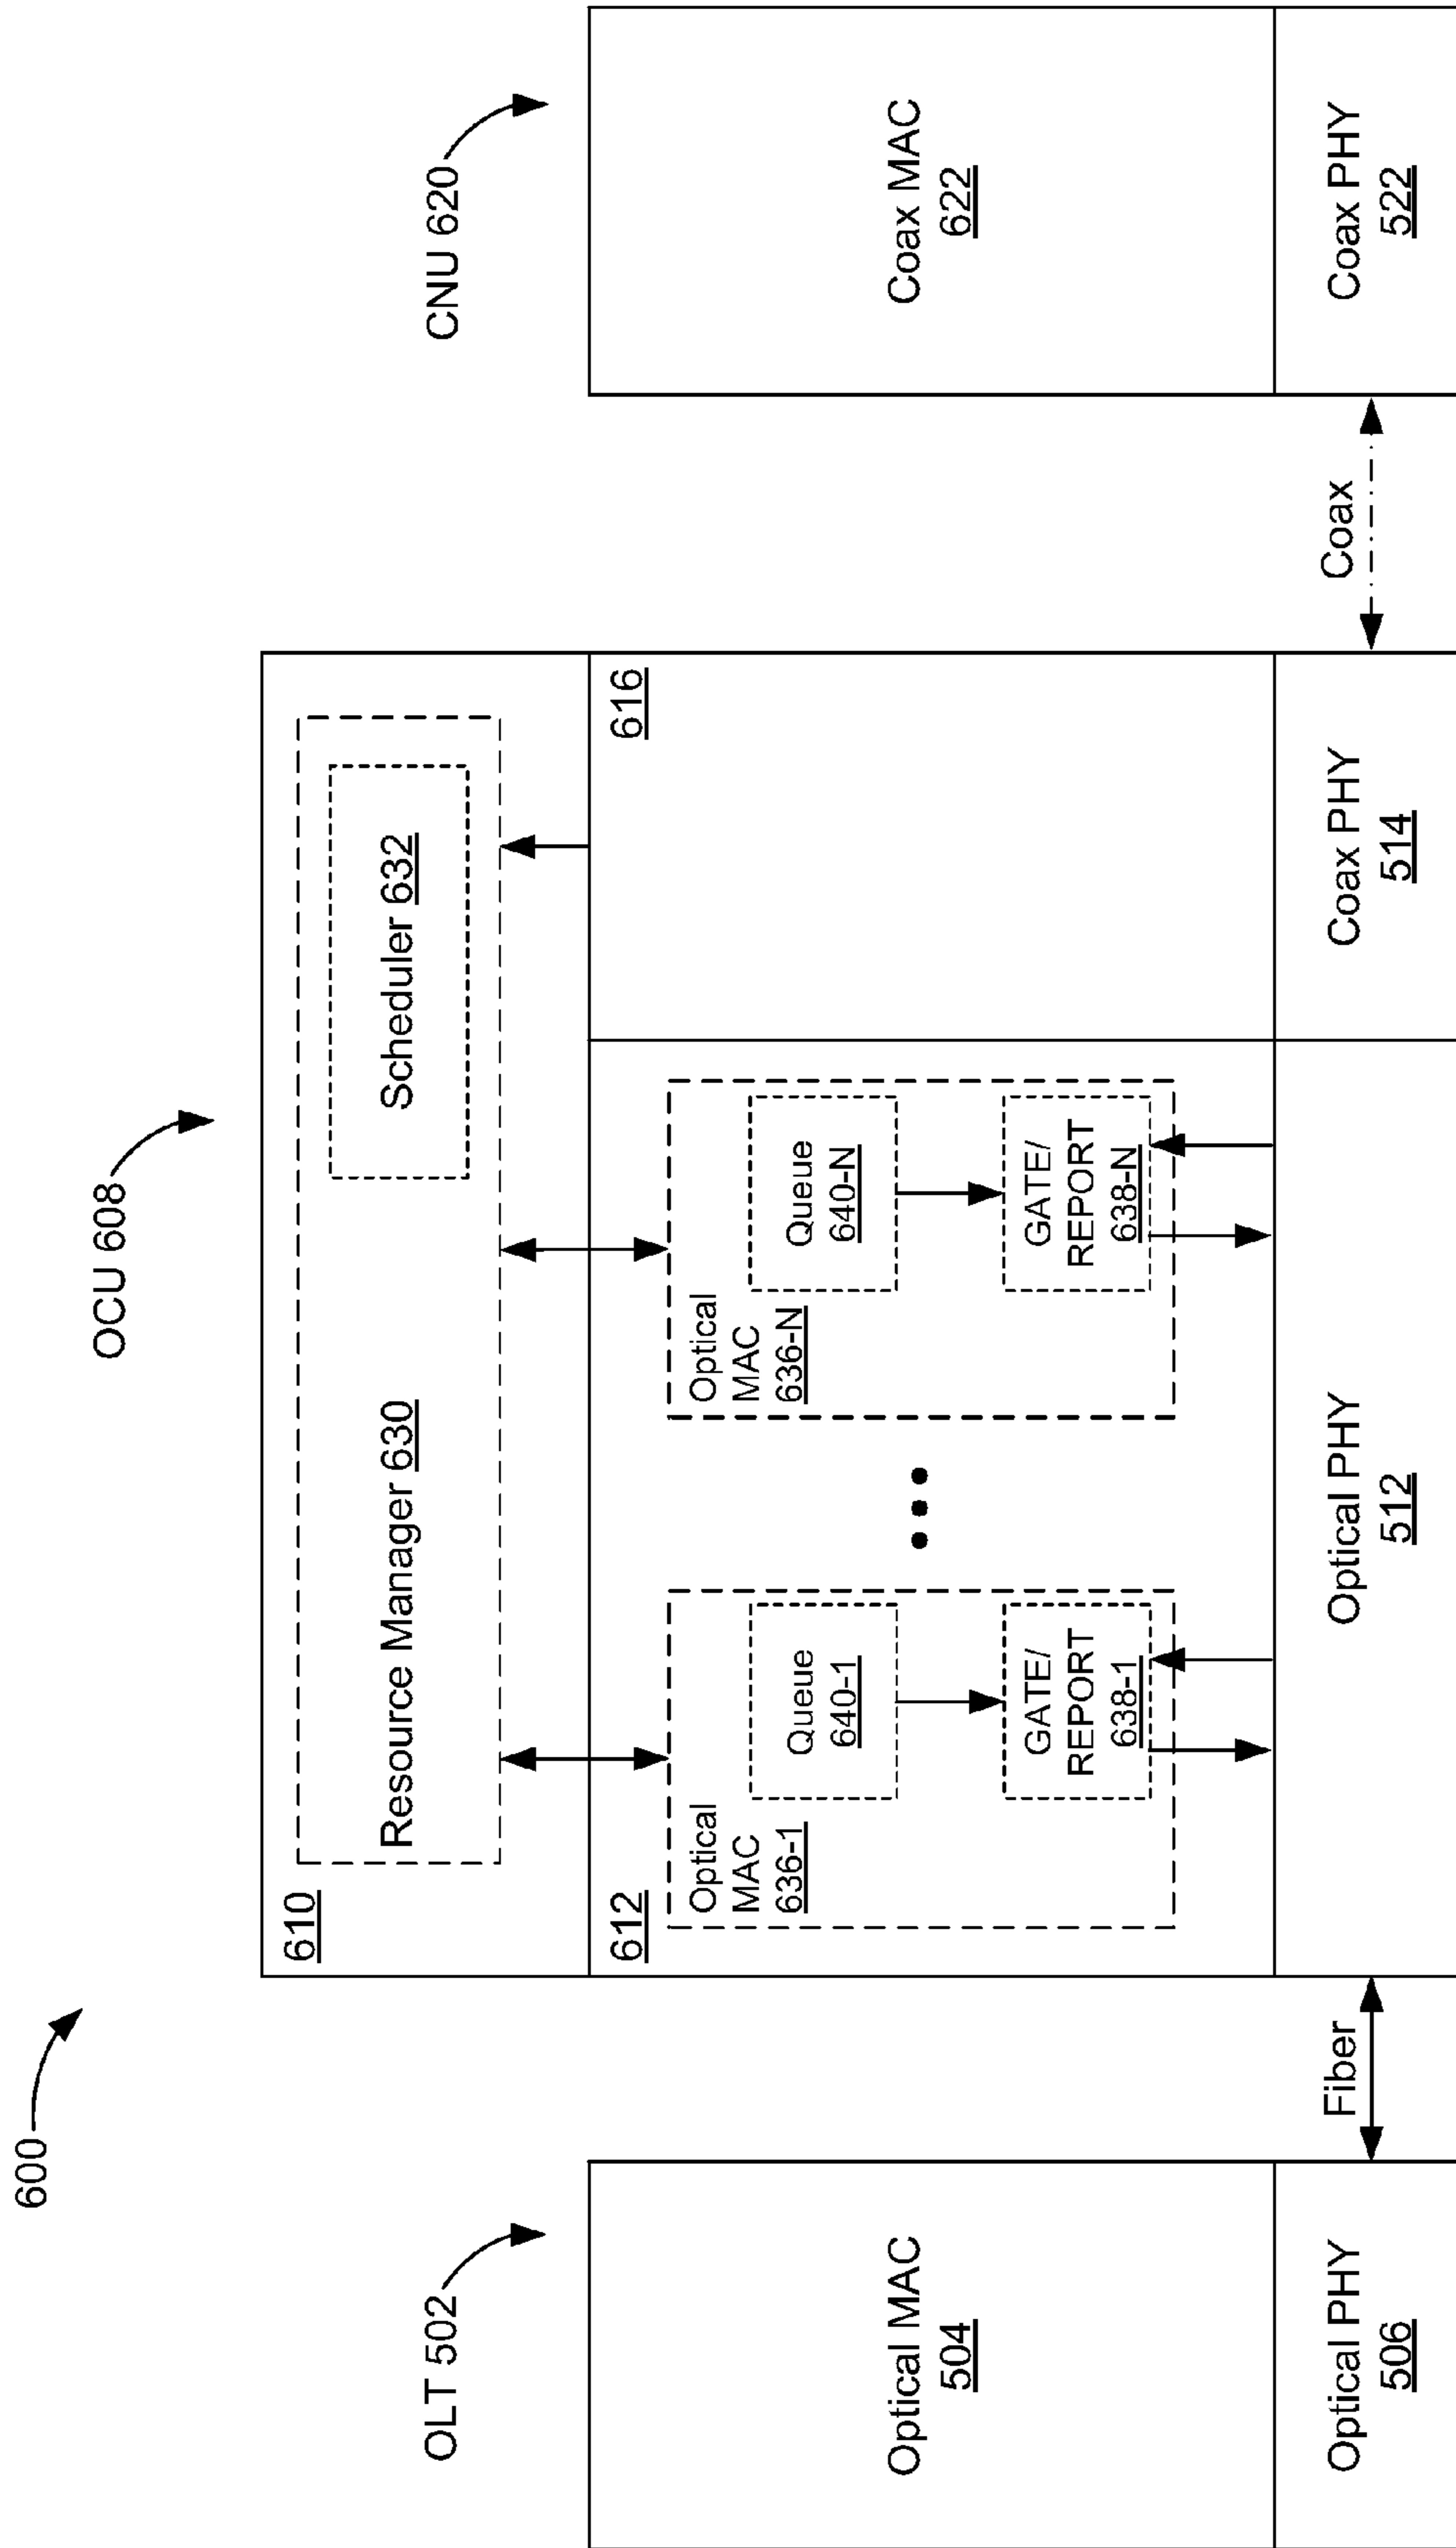 600
OLT 502
Optical MAC
504
Optical PHY
506
Fiber
OCU 608
610
Resource Manager 630
Scheduler 632
612
Optical
MAC
636-1
Queue
640-1
GATE/
REPORT
638-1
Optical
MAC
636-N
Queue
640-N
GATE/
REPORT
638-N
Optical PHY
512
616
Coax PHY
514
Coax
CNU 620
Coax MAC
622
Coax PHY
522